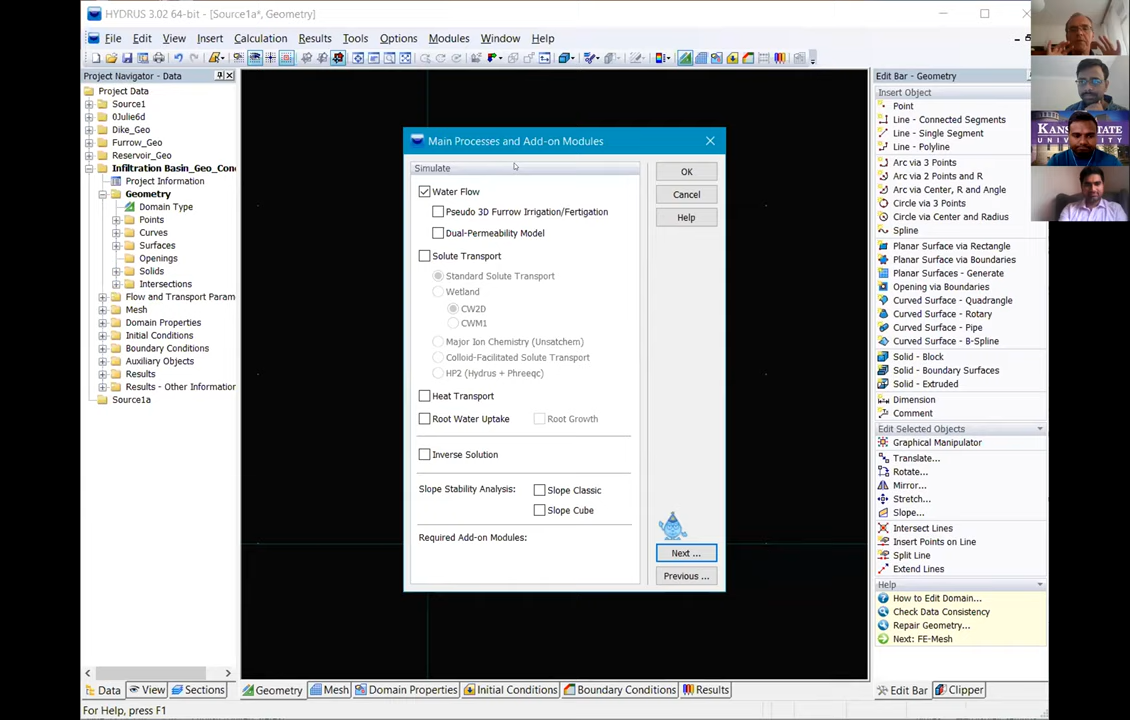 HYDRUS 3.02 64-bit - [Source1a*, Geometry]
File Edit View Insert Calculation Results Tools Options Modules Window Help
Project Navigator - Data
Project Data
Source1
0Julie6d
Dike_Geo
Furrow_Geo
Reservoir_Geo
Infiltration Basin_Geo_Con
Project Information
Geometry
Domain Type
Points
Curves
Surfaces
Openings
Solids
Intersections
Flow and Transport Param
Mesh
Domain Properties
Initial Conditions
Boundary Conditions
Auxiliary Objects
Results
Results - Other Information
Source1a
Data View Sections
Main Processes and Add-on Modules
Simulate
Water Flow
Pseudo 3D Furrow Irrigation/Fertigation
Dual-Permeability Model
Solute Transport
Standard Solute Transport
Wetland
CW2D
CWM1
Major Ion Chemistry (Unsatchem)
Colloid-Facilitated Solute Transport
HP2 (Hydrus + Phreeqc)
Heat Transport
Root Water Uptake Root Growth
Inverse Solution
Slope Stability Analysis: Slope Classic
Slope Cube
Required Add-on Modules:
OK
Cancel
Help
Next ...
Previous ...
Geometry Mesh Domain Properties Initial Conditions Boundary Conditions Results
Edit Bar - Geometry
Insert Object
Point
Line - Connected Segments
Line - Single Segment
Line - Polyline
Arc via 3 Points
Arc via Center, 2 Points
Arc via 2 Points and R
Arc via Center, R and Angle
Circle via 3 Points
Circle via Center and Radius
Spline
Planar Surface via Rectangle
Planar Surface via Boundaries
Planar Surfaces - Generate
Opening via Boundaries
Curved Surface - Quadrangle
Curved Surface - Rotary
Curved Surface - Pipe
Curved Surface - B-Spline
Solid - Block
Solid - Boundary Surfaces
Solid - Extruded
Dimension
Comment
Edit Selected Objects
Graphical Manipulator
Translate...
Rotate...
Mirror...
Stretch...
Slope...
Intersect Lines
Insert Points on Line
Split Line
Extend Lines
Help
How to Edit Domain...
Check Data Consistency
Repair Geometry...
Next: FE-Mesh
Edit Bar Clipper
For Help, press F1